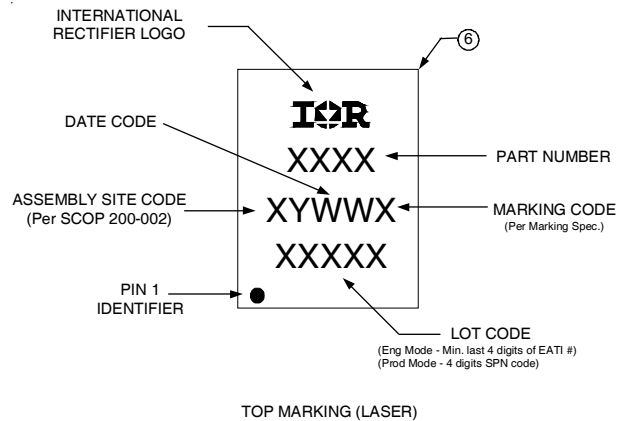 INTERNATIONAL
RECTIFIER LOGO
6
IOR
DATE CODE
XXXX
PART NUMBER
ASSEMBLY SITE CODE
(Per SCOP 200-002)
XYWWX
MARKING CODE
(Per Marking Spec.)
XXXXX
PIN 1
IDENTIFIER
LOT CODE
(Eng Mode - Min. last 4 digits of EATI #)
(Prod Mode - 4 digits SPN code)
TOP MARKING (LASER)